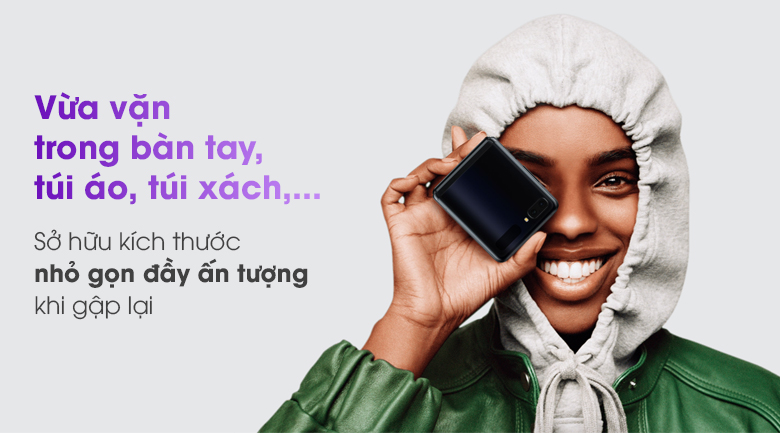 Vừa vặn
trong bàn tay,
túi áo, túi xách,...
Sở hữu kích thước
nhỏ gọn đầy ấn tượng
khi gập lại